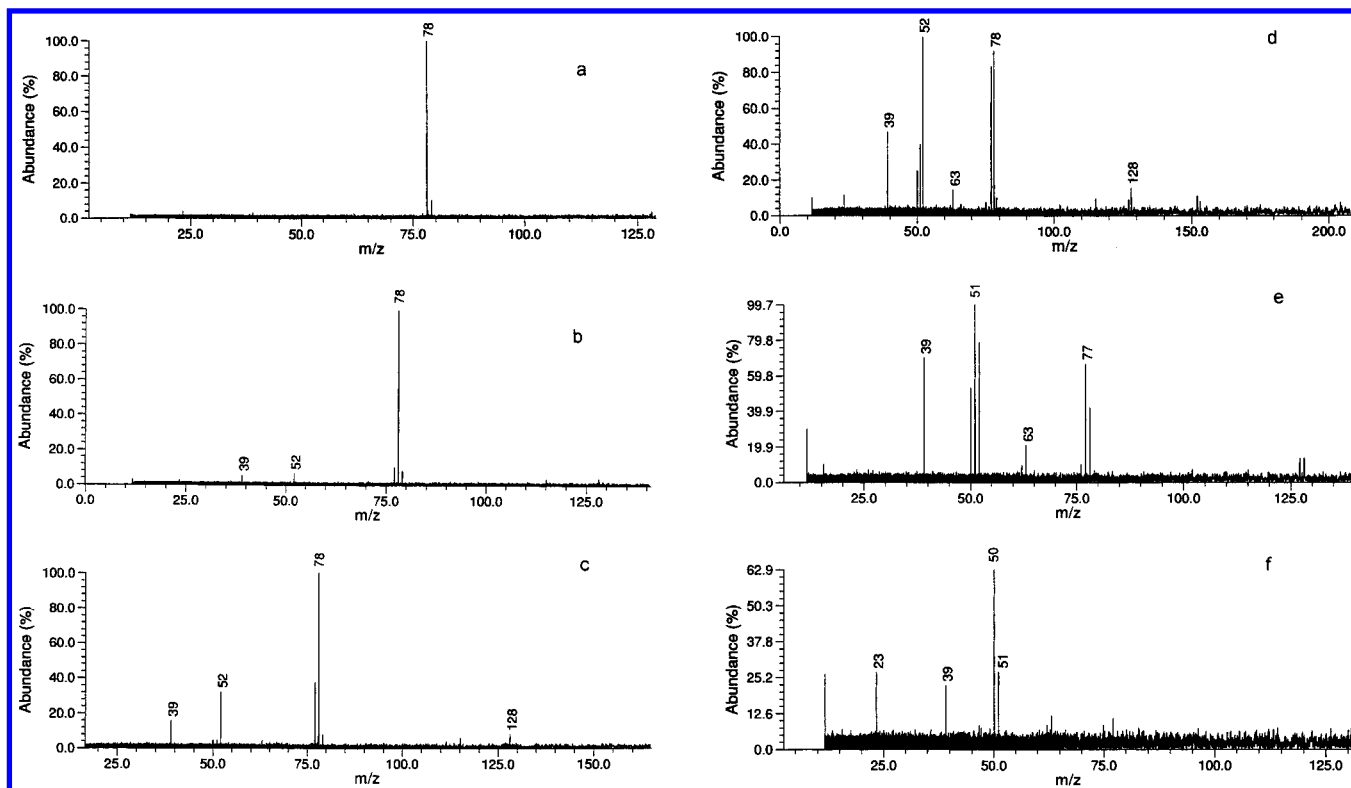 78
100.0
a
80.0
60.0
40.0
20.0
0.0
Abundance (%)
25.0 50.0 75.0 100.0 125.0
m/z
78
100.0
b
80.0
60.0
40.0
20.0
0.0
39 52
Abundance (%)
0.0 25.0 50.0 75.0 100.0 125.0
m/z
78
100.0
c
80.0
60.0
40.0
20.0
0.0
39 52 128
Abundance (%)
25.0 50.0 75.0 100.0 125.0 150.0
m/z
52 78
100.0
d
80.0
60.0
40.0
20.0
0.0
39 63 128
Abundance (%)
0.0 50.0 100.0 150.0 200.0
m/z
51
99.7
e
79.8
59.8
39.9
19.9
0.0
39 63 77
Abundance (%)
25.0 50.0 75.0 100.0 125.0
m/z
50
62.9
f
50.3
37.8
25.2
12.6
0.0
23 39 51
Abundance (%)
25.0 50.0 75.0 100.0 125.0
m/z